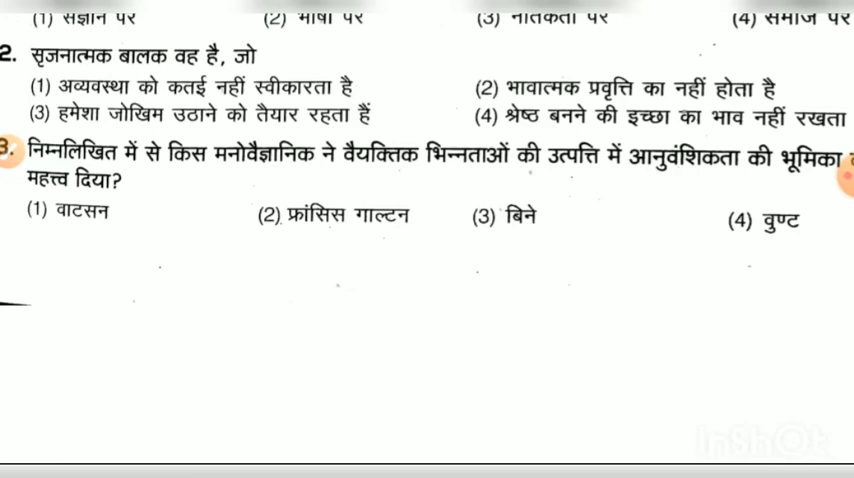 (1) संज्ञान पर (2) भाषा पर (3) नैतिकता पर (4) समाज पर
2. सृजनात्मक बालक वह है, जो
(1) अव्यवस्था को कतई नहीं स्वीकारता है (2) भावात्मक प्रवृत्ति का नहीं होता है
(3) हमेशा जोखिम उठाने को तैयार रहता हैं (4) श्रेष्ठ बनने की इच्छा का भाव नहीं रखता
3. निम्नलिखित में से किस मनोवैज्ञानिक ने वैयक्तिक भिन्नताओं की उत्पत्ति में आनुवंशिकता की भूमिका
महत्त्व दिया?
(1) वाटसन (2) फ्रांसिस गाल्टन (3) बिने (4) वुण्ट
InShOt